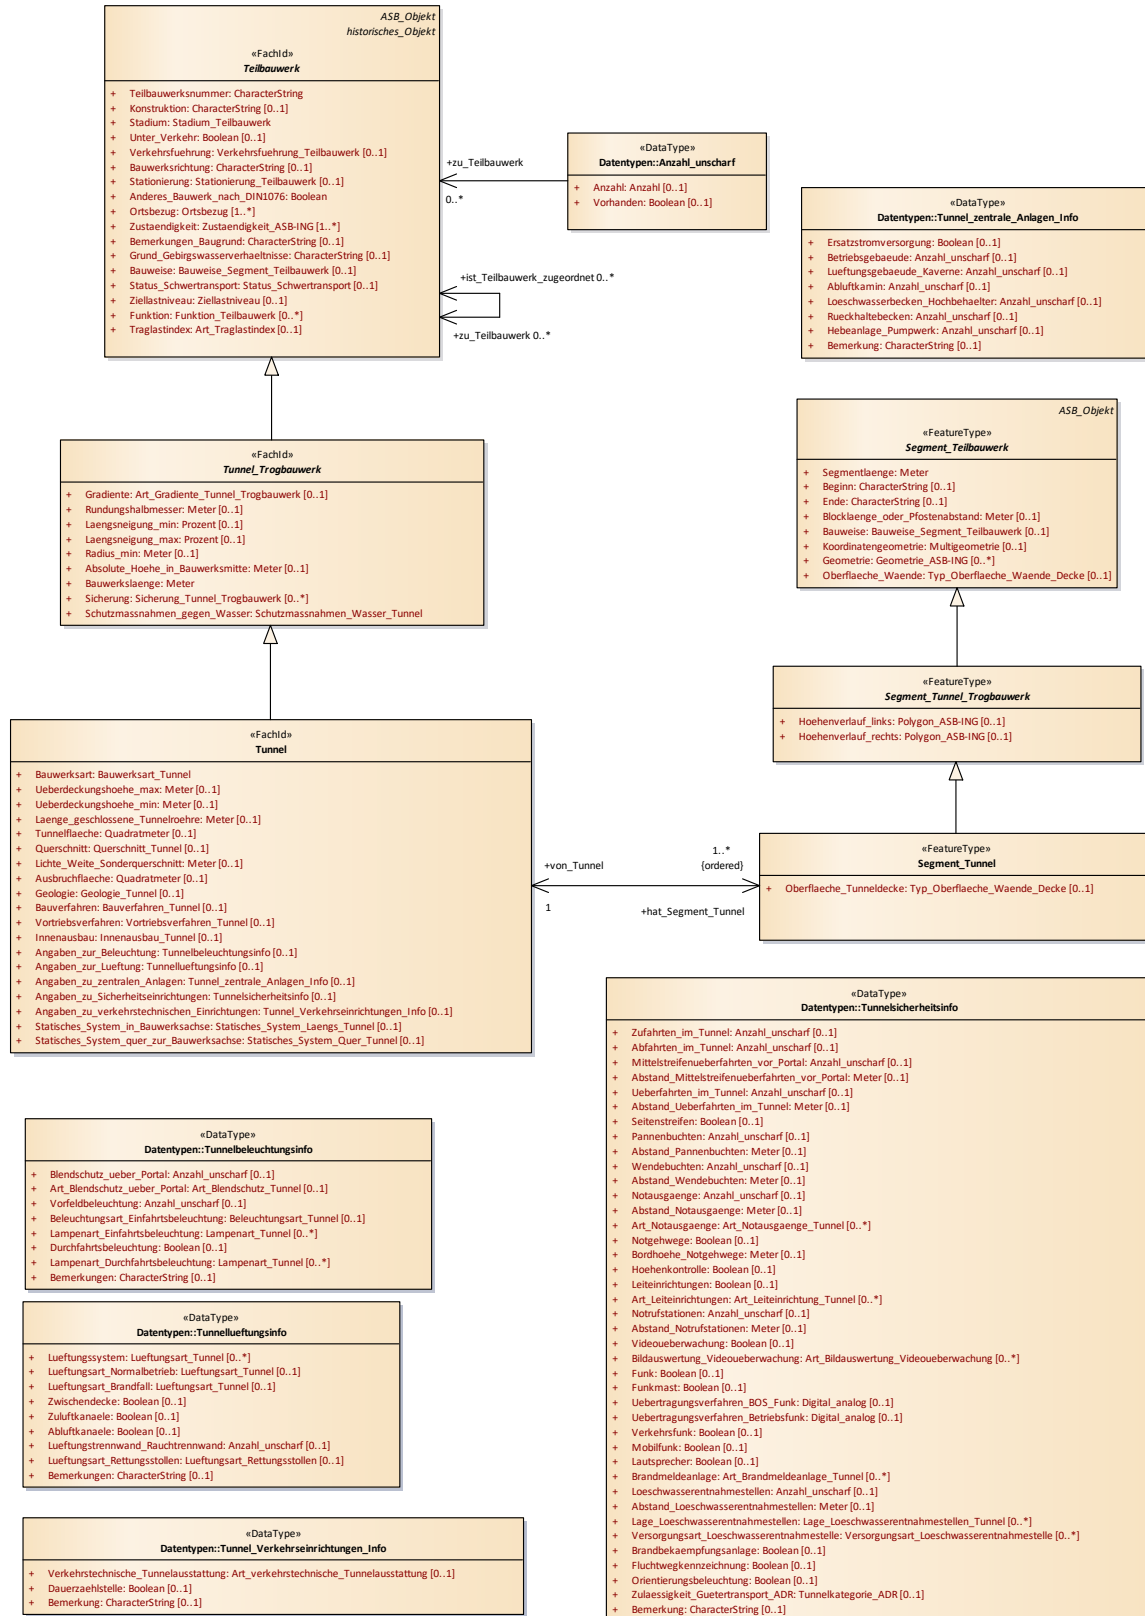 ASB_Objekt
historisches_Objekt
«FachId»
Teilbauwerk
+ Teilbauwerksnummer: CharacterString
+ Konstruktion: CharacterString [0..1]
+ Stadium: Stadium_Teilbauwerk
+ Unter_Verkehr: Boolean [0..1]
+ Verkehrsfuehrung: Verkehrsfuehrung_Teilbauwerk [0..1]
+ Bauwerksrichtung: CharacterString [0..1]
+ Stationierung: Stationierung_Teilbauwerk [0..1]
+ Anderes_Bauwerk_nach_DIN1076: Boolean
+ Ortsbezug: Ortsbezug [1..*]
+ Zustaendigkeit: Zustaendigkeit_ASB-ING [1..*]
+ Bemerkungen_Baugrund: CharacterString [0..1]
+ Grund_Gebirgswasserverhaeltnisse: CharacterString [0..1]
+ Bauweise: Bauweise_Segment_Teilbauwerk [0..1]
+ Status_Schwertransport: Status_Schwertransport [0..1]
+ Ziellastniveau: Ziellastniveau [0..1]
+ Funktion: Funktion_Teilbauwerk [0..*]
+ Traglastindex: Art_Traglastindex [0..1]
+zu_Teilbauwerk
0..*
+ist_Teilbauwerk_zugeordnet 0..*
+zu_Teilbauwerk 0..*
«DataType»
Datentypen::Anzahl_unscharf
+ Anzahl: Anzahl [0..1]
+ Vorhanden: Boolean [0..1]
«DataType»
Datentypen::Tunnel_zentrale_Anlagen_Info
+ Ersatzstromversorgung: Boolean [0..1]
+ Betriebsgebaeude: Anzahl_unscharf [0..1]
+ Lueftungsgebaeude_Kaverne: Anzahl_unscharf [0..1]
+ Abluftkamin: Anzahl_unscharf [0..1]
+ Loeschwasserbecken_Hochbehaelter: Anzahl_unscharf [0..1]
+ Rueckhaltebecken: Anzahl_unscharf [0..1]
+ Hebeanlage_Pumpwerk: Anzahl_unscharf [0..1]
+ Bemerkung: CharacterString [0..1]
«FachId»
Tunnel_Trogbauwerk
+ Gradiente: Art_Gradiente_Tunnel_Trogbauwerk [0..1]
+ Rundungshalbmesser: Meter [0..1]
+ Laengsneigung_min: Prozent [0..1]
+ Laengsneigung_max: Prozent [0..1]
+ Radius_min: Meter [0..1]
+ Absolute_Hoehe_in_Bauwerksmitte: Meter [0..1]
+ Bauwerkslaenge: Meter
+ Sicherung: Sicherung_Tunnel_Trogbauwerk [0..*]
+ Schutzmassnahmen_gegen_Wasser: Schutzmassnahmen_Wasser_Tunnel
ASB_Objekt
«FeatureType»
Segment_Teilbauwerk
+ Segmentlaenge: Meter
+ Beginn: CharacterString [0..1]
+ Ende: CharacterString [0..1]
+ Blocklaenge_oder_Pfostenabstand: Meter [0..1]
+ Bauweise: Bauweise_Segment_Teilbauwerk [0..1]
+ Koordinatengeometrie: Multigeometrie [0..1]
+ Geometrie: Geometrie_ASB-ING [0..*]
+ Oberflaeche_Waende: Typ_Oberflaeche_Waende_Decke [0..1]
«FeatureType»
Segment_Tunnel_Trogbauwerk
+ Hoehenverlauf_links: Polygon_ASB-ING [0..1]
+ Hoehenverlauf_rechts: Polygon_ASB-ING [0..1]
«FachId»
Tunnel
+ Bauwerksart: Bauwerksart_Tunnel
+ Ueberdeckungshoehe_max: Meter [0..1]
+ Ueberdeckungshoehe_min: Meter [0..1]
+ Laenge_geschlossene_Tunnelroehre: Meter [0..1]
+ Tunnelflaeche: Quadratmeter [0..1]
+ Querschnitt: Querschnitt_Tunnel [0..1]
+ Lichte_Weite_Sonderquerschnitt: Meter [0..1]
+ Ausbruchflaeche: Quadratmeter [0..1]
+ Geologie: Geologie_Tunnel [0..1]
+ Bauverfahren: Bauverfahren_Tunnel [0..1]
+ Vortriebsverfahren: Vortriebsverfahren_Tunnel [0..1]
+ Innenausbau: Innenausbau_Tunnel [0..1]
+ Angaben_zur_Beleuchtung: Tunnelbeleuchtungsinfo [0..1]
+ Angaben_zur_Lueftung: Tunnellueftungsinfo [0..1]
+ Angaben_zu_zentralen_Anlagen: Tunnel_zentrale_Anlagen_Info [0..1]
+ Angaben_zu_Sicherheitseinrichtungen: Tunnelsicherheitsinfo [0..1]
+ Angaben_zu_verkehrstechnischen_Einrichtungen: Tunnel_Verkehrseinrichtungen_Info [0..1]
+ Statisches_System_in_Bauwerksachse: Statisches_System_Laengs_Tunnel [0..1]
+ Statisches_System_quer_zur_Bauwerksachse: Statisches_System_Quer_Tunnel [0..1]
+von_Tunnel
1
1..*
{ordered}
+hat_Segment_Tunnel
«FeatureType»
Segment_Tunnel
+ Oberflaeche_Tunneldecke: Typ_Oberflaeche_Waende_Decke [0..1]
«DataType»
Datentypen::Tunnelsicherheitsinfo
+ Zufahrten_im_Tunnel: Anzahl_unscharf [0..1]
+ Abfahrten_im_Tunnel: Anzahl_unscharf [0..1]
+ Mittelstreifenueberfahrten_vor_Portal: Anzahl_unscharf [0..1]
+ Abstand_Mittelstreifenueberfahrten_vor_Portal: Meter [0..1]
+ Ueberfahrten_im_Tunnel: Anzahl_unscharf [0..1]
+ Abstand_Ueberfahrten_im_Tunnel: Meter [0..1]
+ Seitenstreifen: Boolean [0..1]
+ Pannenbuchten: Anzahl_unscharf [0..1]
+ Abstand_Pannenbuchten: Meter [0..1]
+ Wendebuchten: Anzahl_unscharf [0..1]
+ Abstand_Wendebuchten: Meter [0..1]
+ Notausgaenge: Anzahl_unscharf [0..1]
+ Abstand_Notausgaenge: Meter [0..1]
+ Art_Notausgaenge: Art_Notausgaenge_Tunnel [0..*]
+ Notgehwege: Boolean [0..1]
+ Bordhoehe_Notgehwege: Meter [0..1]
+ Hoehenkontrolle: Boolean [0..1]
+ Leiteinrichtungen: Boolean [0..1]
+ Art_Leiteinrichtungen: Art_Leiteinrichtung_Tunnel [0..*]
+ Notrufstationen: Anzahl_unscharf [0..1]
+ Abstand_Notrufstationen: Meter [0..1]
+ Videoueberwachung: Boolean [0..1]
+ Bildauswertung_Videoueberwachung: Art_Bildauswertung_Videoueberwachung [0..*]
+ Funk: Boolean [0..1]
+ Funkmast: Boolean [0..1]
+ Uebertragungsverfahren_BOS_Funk: Digital_analog [0..1]
+ Uebertragungsverfahren_Betriebsfunk: Digital_analog [0..1]
+ Verkehrsfunk: Boolean [0..1]
+ Mobilfunk: Boolean [0..1]
+ Lautsprecher: Boolean [0..1]
+ Brandmeldeanlage: Art_Brandmeldeanlage_Tunnel [0..*]
+ Loeschwasserentnahmestellen: Anzahl_unscharf [0..1]
+ Abstand_Loeschwasserentnahmestellen: Meter [0..1]
+ Lage_Loeschwasserentnahmestellen: Lage_Loeschwasserentnahmestellen_Tunnel [0..*]
+ Versorgungsart_Loeschwasserentnahmestelle: Versorgungsart_Loeschwasserentnahmestelle [0..*]
+ Brandbekaempfungsanlage: Boolean [0..1]
+ Fluchtwegkennzeichnung: Boolean [0..1]
+ Orientierungsbeleuchtung: Boolean [0..1]
+ Zulaessigkeit_Guetertransport_ADR: Tunnelkategorie_ADR [0..1]
+ Bemerkung: CharacterString [0..1]
«DataType»
Datentypen::Tunnelbeleuchtungsinfo
+ Blendschutz_ueber_Portal: Anzahl_unscharf [0..1]
+ Art_Blendschutz_ueber_Portal: Art_Blendschutz_Tunnel [0..1]
+ Vorfeldbeleuchtung: Anzahl_unscharf [0..1]
+ Beleuchtungsart_Einfahrtsbeleuchtung: Beleuchtungsart_Tunnel [0..1]
+ Lampenart_Einfahrtsbeleuchtung: Lampenart_Tunnel [0..*]
+ Durchfahrtsbeleuchtung: Boolean [0..1]
+ Lampenart_Durchfahrtsbeleuchtung: Lampenart_Tunnel [0..*]
+ Bemerkungen: CharacterString [0..1]
«DataType»
Datentypen::Tunnellueftungsinfo
+ Lueftungssystem: Lueftungsart_Tunnel [0..*]
+ Lueftungsart_Normalbetrieb: Lueftungsart_Tunnel [0..1]
+ Lueftungsart_Brandfall: Lueftungsart_Tunnel [0..1]
+ Zwischendecke: Boolean [0..1]
+ Zuluftkanaele: Boolean [0..1]
+ Abluftkanaele: Boolean [0..1]
+ Lueftungstrennwand_Rauchtrennwand: Anzahl_unscharf [0..1]
+ Lueftungsart_Rettungsstollen: Lueftungsart_Rettungsstollen [0..1]
+ Bemerkungen: CharacterString [0..1]
«DataType»
Datentypen::Tunnel_Verkehrseinrichtungen_Info
+ Verkehrstechnische_Tunnelausstattung: Art_verkehrstechnische_Tunnelausstattung [0..1]
+ Dauerzaehlstelle: Boolean [0..1]
+ Bemerkung: CharacterString [0..1]